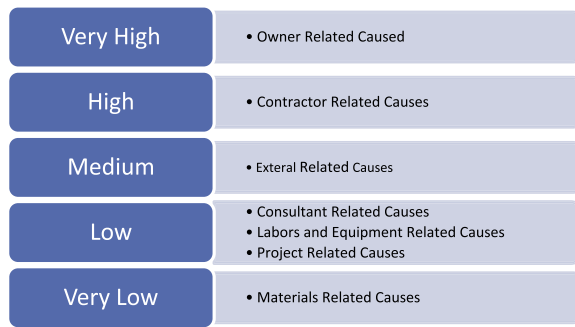 Very High
• Owner Related Caused
High
• Contractor Related Causes
Medium
• Exteral Related Causes
Low
• Consultant Related Causes
• Labors and Equipment Related Causes
• Project Related Causes
Very Low
• Materials Related Causes